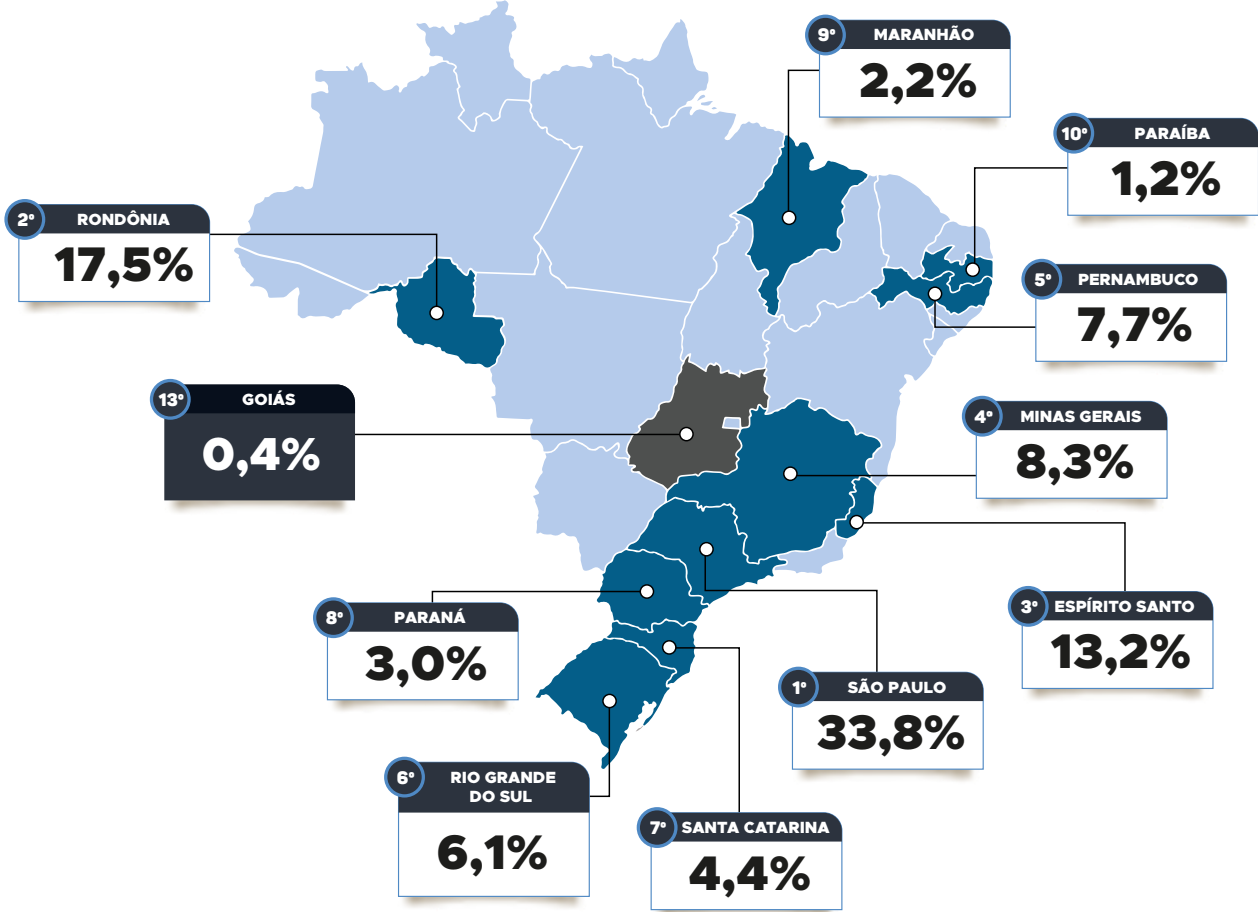 9º MARANHÃO
2,2%
10º PARAÍBA
1,2%
2º RONDÔNIA
17,5%
5º PERNAMBUCO
7,7%
13º GOIÁS
0,4%
4º MINAS GERAIS
8,3%
3º ESPÍRITO SANTO
13,2%
8º PARANÁ
3,0%
1º SÃO PAULO
33,8%
6º RIO GRANDE
DO SUL
6,1%
7º SANTA CATARINA
4,4%